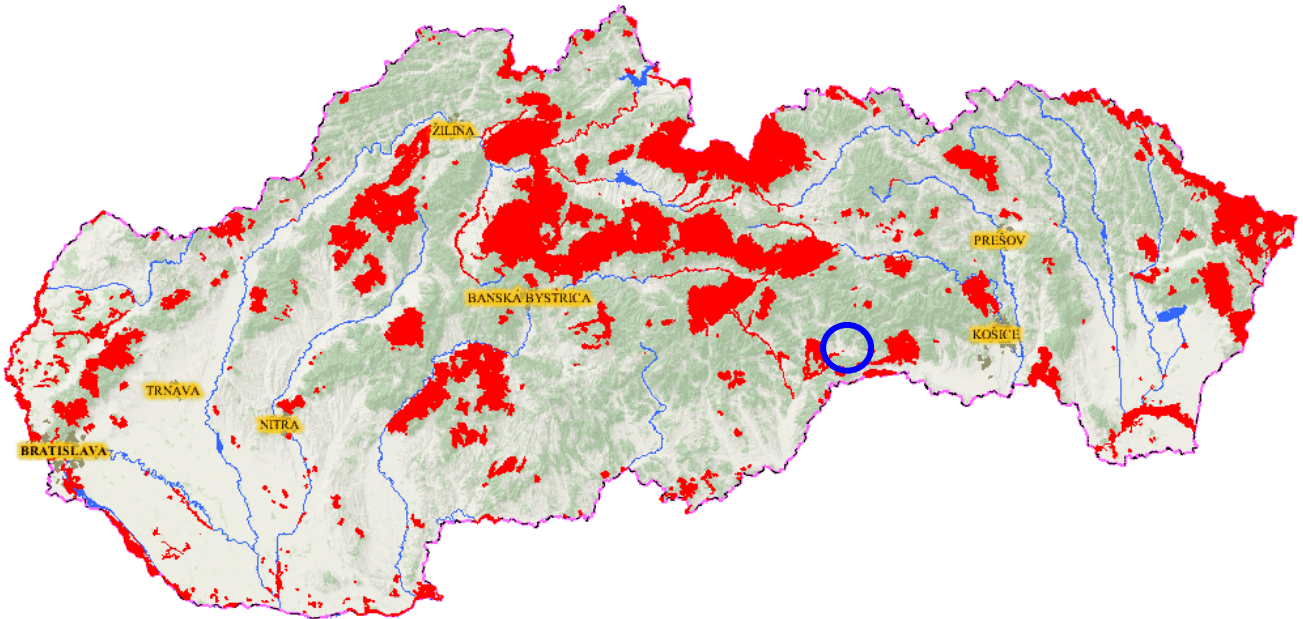 ŽILINA
PREŠOV
BANSKÁ BYSTRICA
KOŠICE
TRNAVA
NITRA
BRATISLAVA